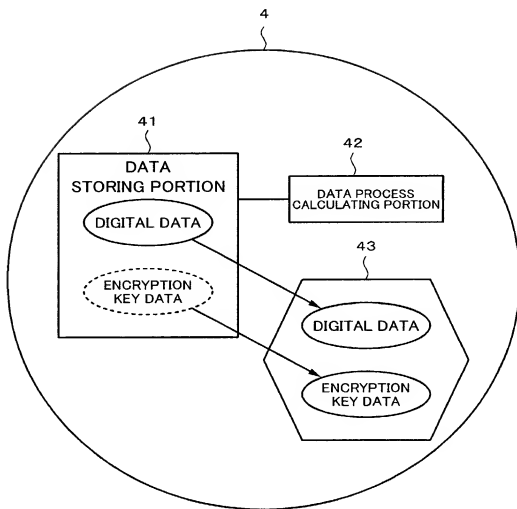 4
41
DATA
STORING PORTION
DIGITAL DATA
ENCRYPTION
KEY DATA
42
DATA PROCESS
CALCULATING PORTION
43
DIGITAL DATA
ENCRYPTION
KEY DATA